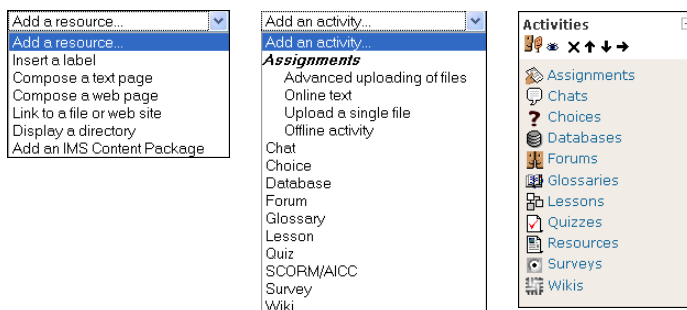 Add a resource...
Add a resource...
Insert a label
Compose a text page
Compose a web page
Link to a file or web site
Display a directory
Add an IMS Content Package
Add an activity...
Add an activity...
Assignments
Advanced uploading of files
Online text
Upload a single file
Offline activity
Chat
Choice
Database
Forum
Glossary
Lesson
Quiz
SCORM/AICC
Survey
Wiki
Activities
Assignments
Chats
Choices
Databases
Forums
Glossaries
Lessons
Quizzes
Resources
Surveys
Wikis